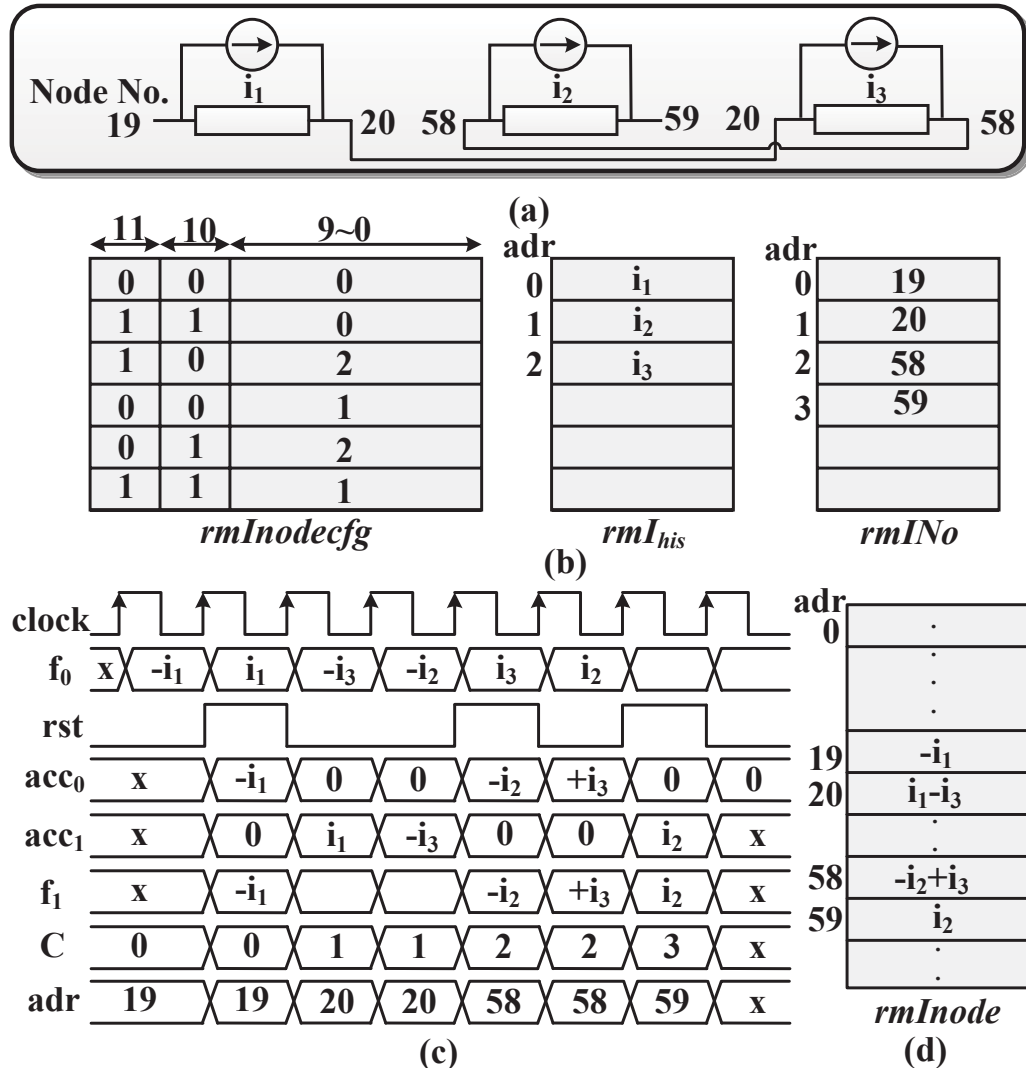 i₁ i₂ i₃
Node No.
19 20 58 59 20 58
(a)
11 10 9~0
0 0 0
1 1 0
1 0 2
0 0 1
0 1 2
1 1 1
rmInodecfg
adr
0 i₁
1 i₂
2 i₃
rmI_his
adr
0 19
1 20
2 58
3 59
rmINo
(b)
clock
f₀ x -i₁ i₁ -i₃ -i₂ i₃ i₂
rst
acc₀ x -i₁ 0 0 -i₂ +i₃ 0 0
acc₁ x 0 i₁ -i₃ 0 0 i₂ x
f₁ x -i₁ -i₂ +i₃ i₂ x
C 0 0 1 1 2 2 3 x
adr 19 19 20 20 58 58 59 x
(c)
adr
0 .
.
.
.
19 -i₁
20 i₁-i₃
.
.
58 -i₂+i₃
59 i₂
.
.
rmInode
(d)